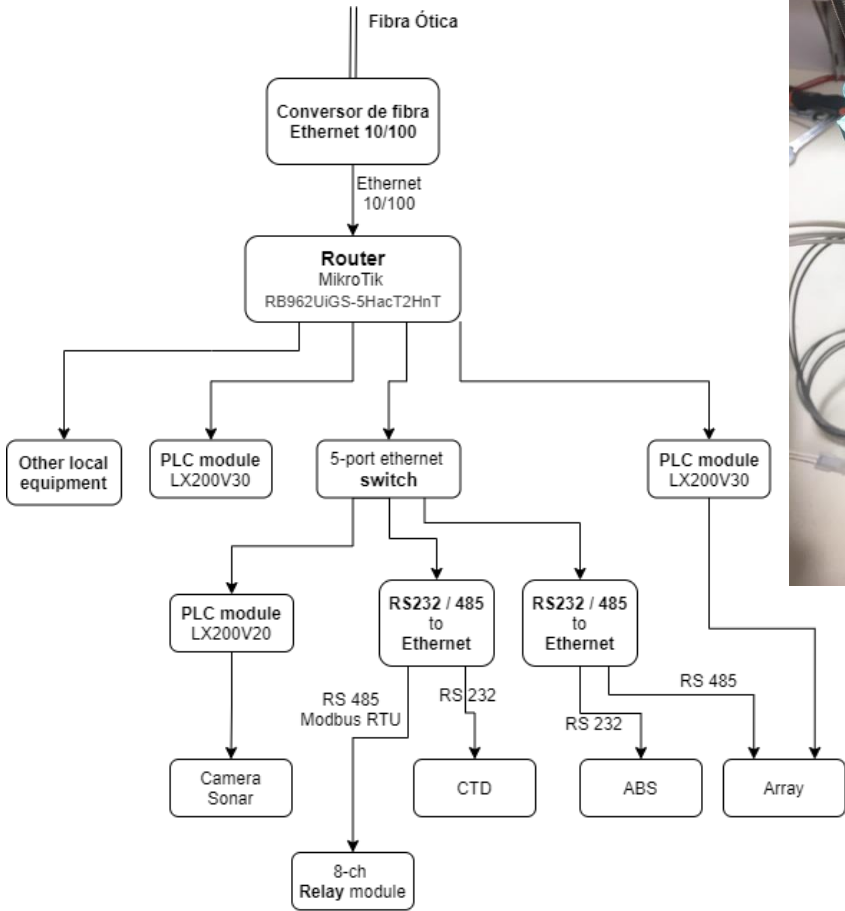 Fibra Ótica
Conversor de fibra
Ethernet 10/100
Ethernet
10/100
Router
MikroTik
RB962UiGS-5HacT2HnT
Other local
equipment
PLC module
LX200V30
5-port ethernet
switch
PLC module
LX200V30
PLC module
LX200V20
RS232 / 485
to
Ethernet
RS232 / 485
to
Ethernet
RS 485
Modbus RTU
RS 232
RS 232
RS 485
Camera
Sonar
CTD
ABS
Array
8-ch
Relay module